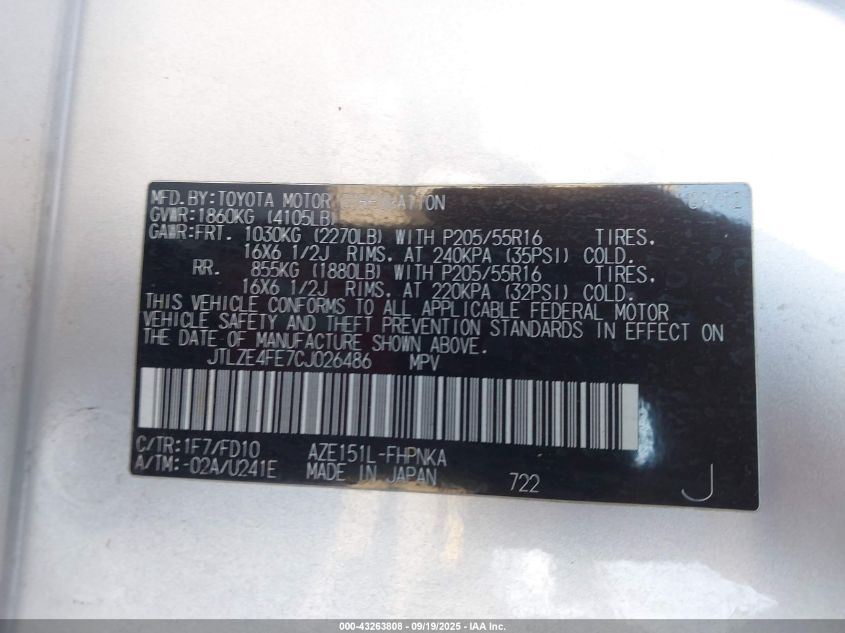 MFD. BY: TOYOTA MOTOR
GVWR: 1860KG (4105LB)
GAWR: FRT. 1030KG (2270LB) WITH P205/55R16 TIRES.
16X6 1/2J RIMS. AT 240KPA (35PSI) COLD.
RR. 855KG (1880LB) WITH P205/55R16 TIRES.
16X6 1/2J RIMS. AT 220KPA (32PSI) COLD.
THIS VEHICLE CONFORMS TO ALL APPLICABLE FEDERAL MOTOR
VEHICLE SAFETY AND THEFT PREVENTION STANDARDS IN EFFECT ON
THE DATE OF MANUFACTURE SHOWN ABOVE.
JTLZE4FE7CJ026486 MPV
C/TR: 1F7/FD10 AZE151L-FHPNKA
A/TM: -02A/U241E MADE IN JAPAN 722 J
000-43263808 - 09/19/2025 - IAA Inc.